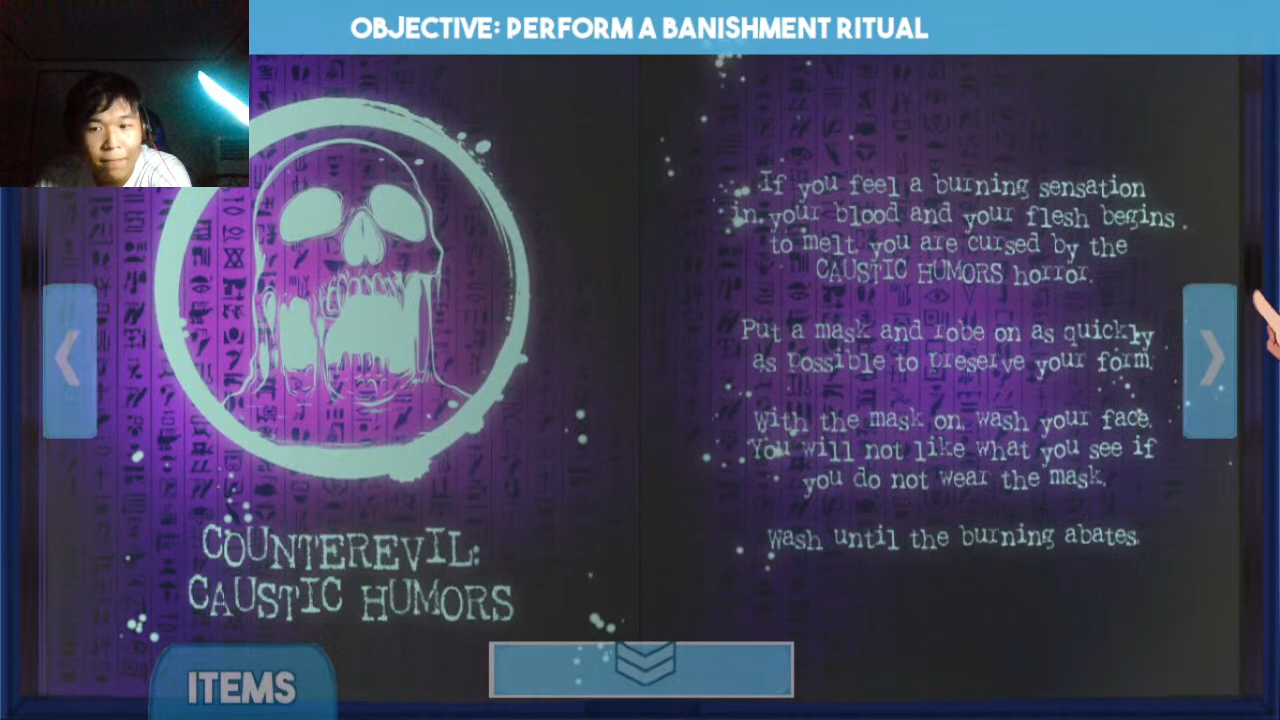 OBJECTIVE: PERFORM A BANISHMENT RITUAL
If you feel a burning sensation
in your blood and your flesh begins
to melt you are cursed by the
CAUSTIC HUMORS horror.
Put a mask and robe on as quickly
as possible to preserve your form.
With the mask on, wash your face.
You will not like what you see if
you do not wear the mask.
Wash until the burning abates.
COUNTEREVIL:
CAUSTIC HUMORS
ITEMS